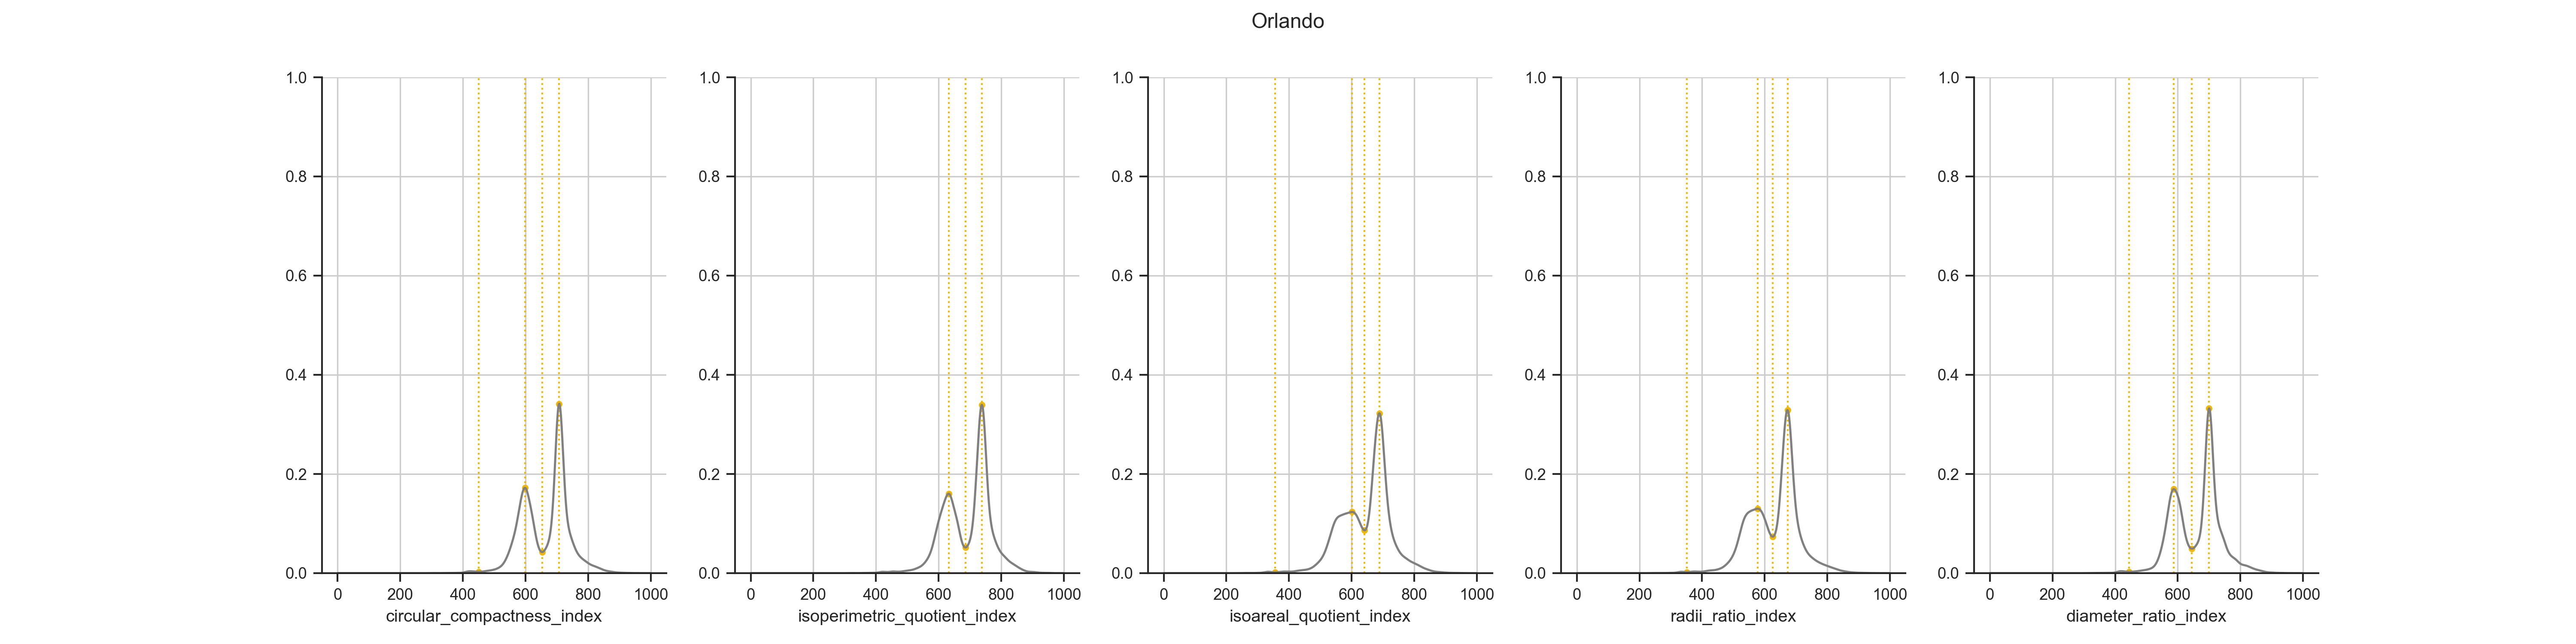 Orlando
1.0 1.0 1.0 1.0 1.0
0.8 0.8 0.8 0.8 0.8
0.6 0.6 0.6 0.6 0.6
0.4 0.4 0.4 0.4 0.4
0.2 0.2 0.2 0.2 0.2
0.0 0.0 0.0 0.0 0.0
0 200 400 600 800 1000 0 200 400 600 800 1000 0 200 400 600 800 1000 0 200 400 600 800 1000 0 200 400 600 800 1000
circular_compactness_index isoperimetric_quotient_index isoareal_quotient_index radii_ratio_index diameter_ratio_index